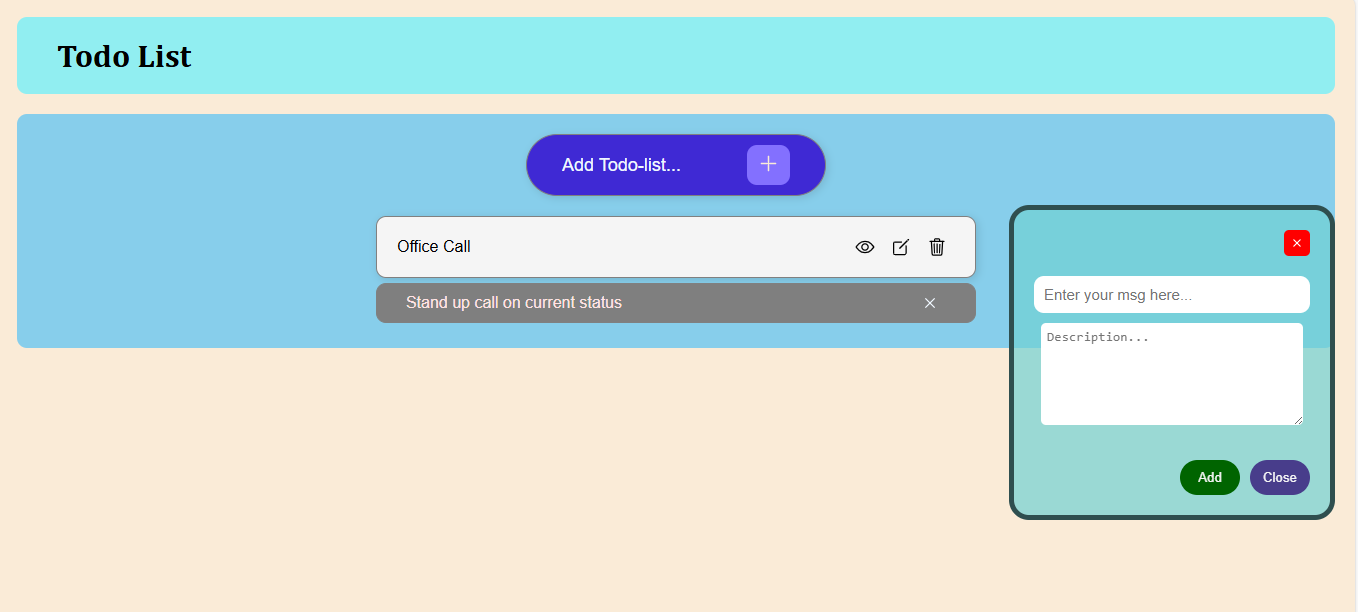 Todo List
Add Todo-list...
Office Call
Stand up call on current status
Enter your msg here...
Description...
Add
Close